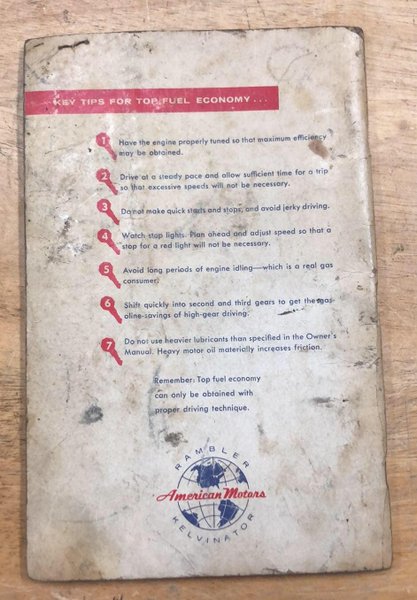 KEY TIPS FOR TOP FUEL ECONOMY...
1 Have the engine properly tuned so that maximum efficiency
may be obtained.
2 Drive at a steady pace and allow sufficient time for a trip
so that excessive speeds will not be necessary.
3 Do not make quick starts and stops, and avoid jerky driving.
4 Watch stop lights. Plan ahead and adjust speed so that a
stop for a red light will not be necessary.
5 Avoid long periods of engine idling—which is a real gas
consumer.
6 Shift quickly into second and third gears to get the gas-
oline-savings of high-gear driving.
7 Do not use heavier lubricants than specified in the Owner's
Manual. Heavy motor oil materially increases friction.
Remember: Top fuel economy
can only be obtained with
proper driving technique.
RAMBLER
American Motors
KELVINATOR